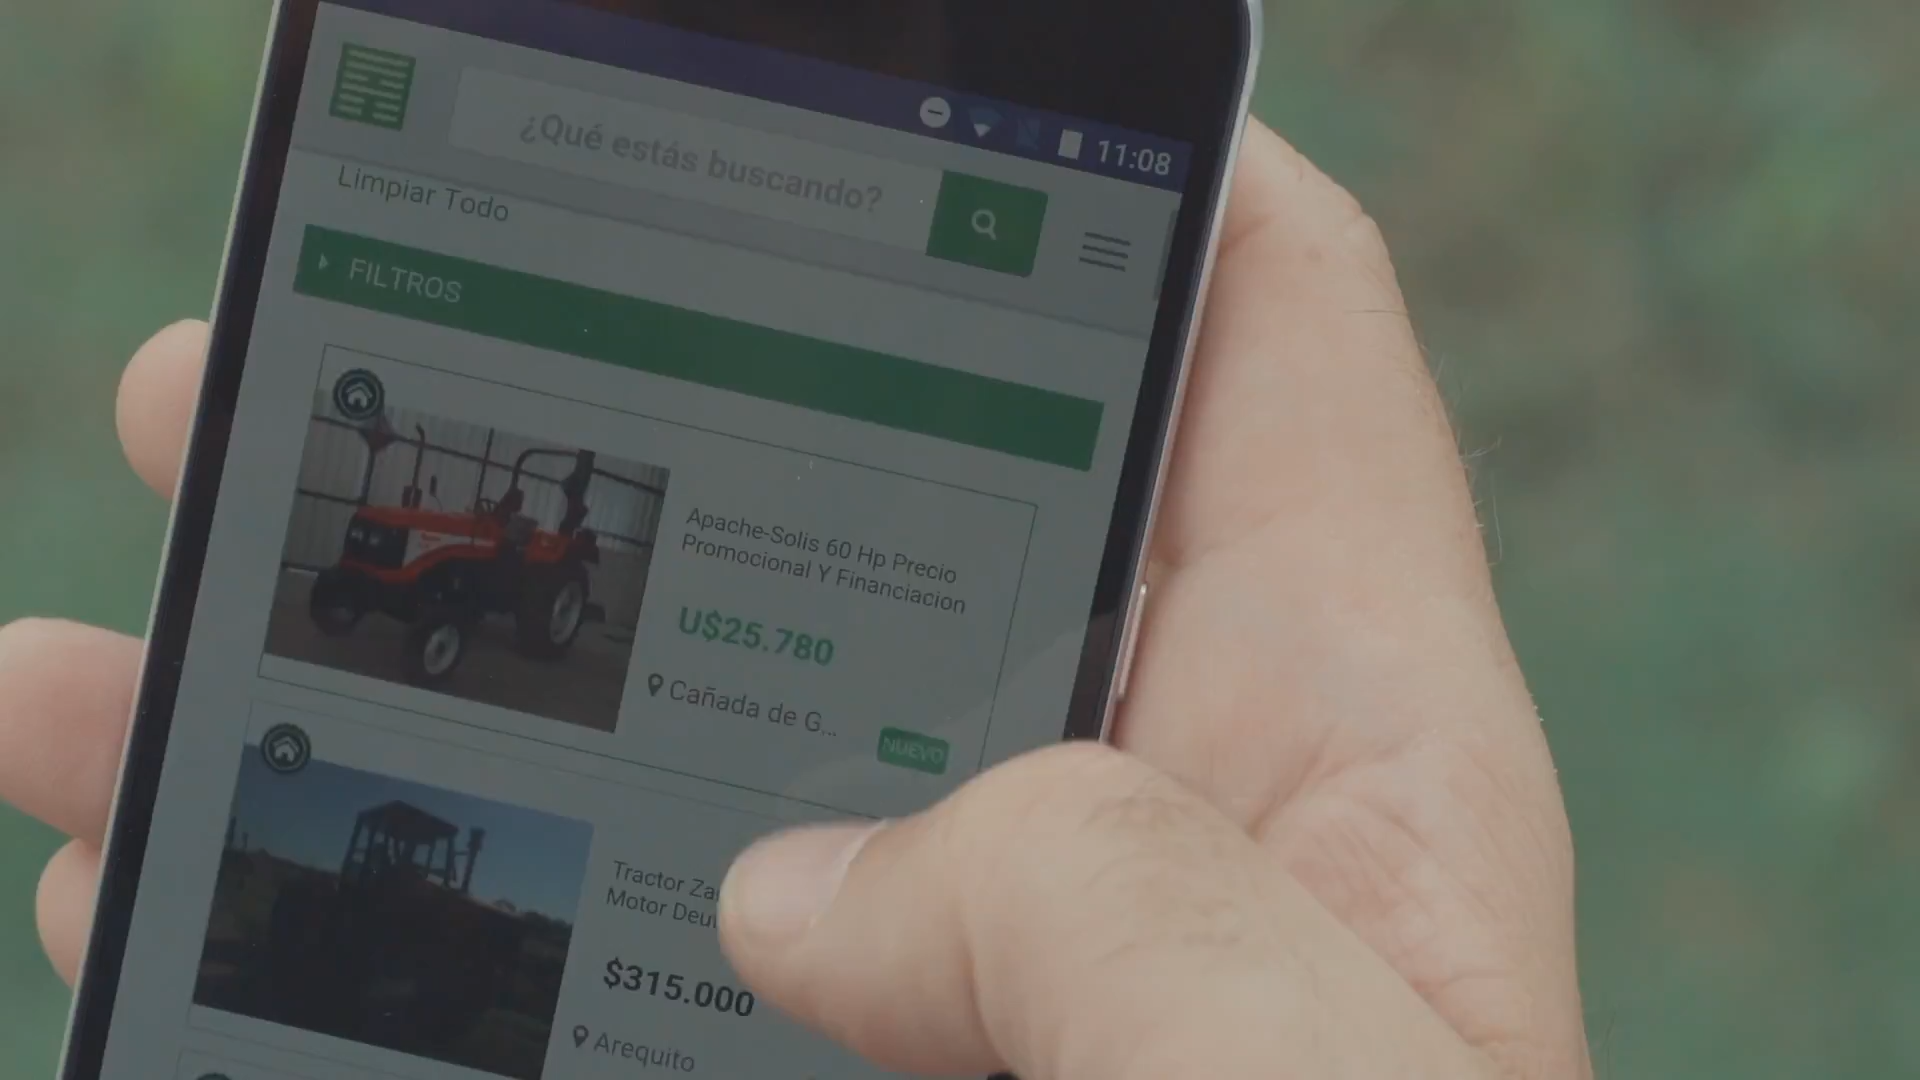 11:08
¿Qué estás buscando?
Limpiar Todo
FILTROS
Apache-Solis 60 Hp Precio
Promocional Y Financiacion
U$25.780
Cañada de G...
NUEVO
Tractor
Motor
$315.000
Arequito